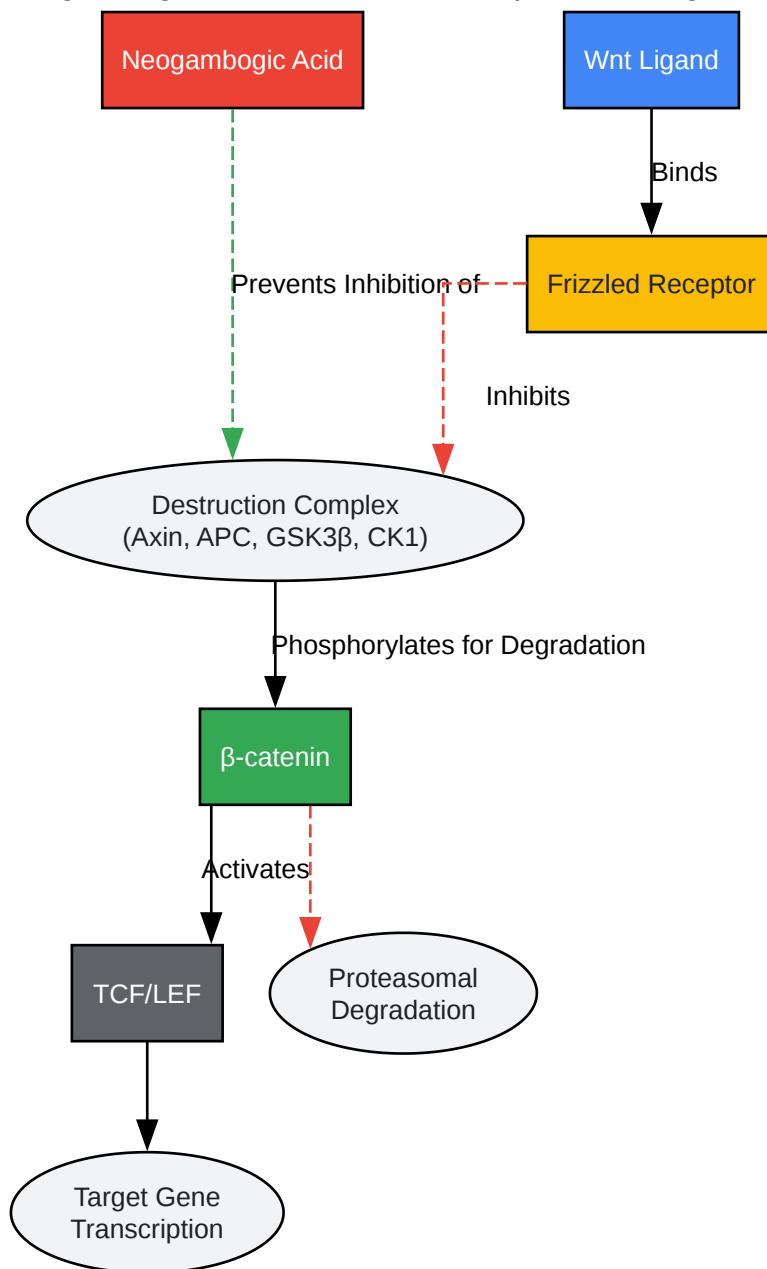 Neogambogic Acid
Wnt Ligand
Binds
Prevents Inhibition of
Frizzled Receptor
Inhibits
Destruction Complex
(Axin, APC, GSK3β, CK1)
Phosphorylates for Degradation
β-catenin
Activates
TCF/LEF
Proteasomal
Degradation
Target Gene
Transcription